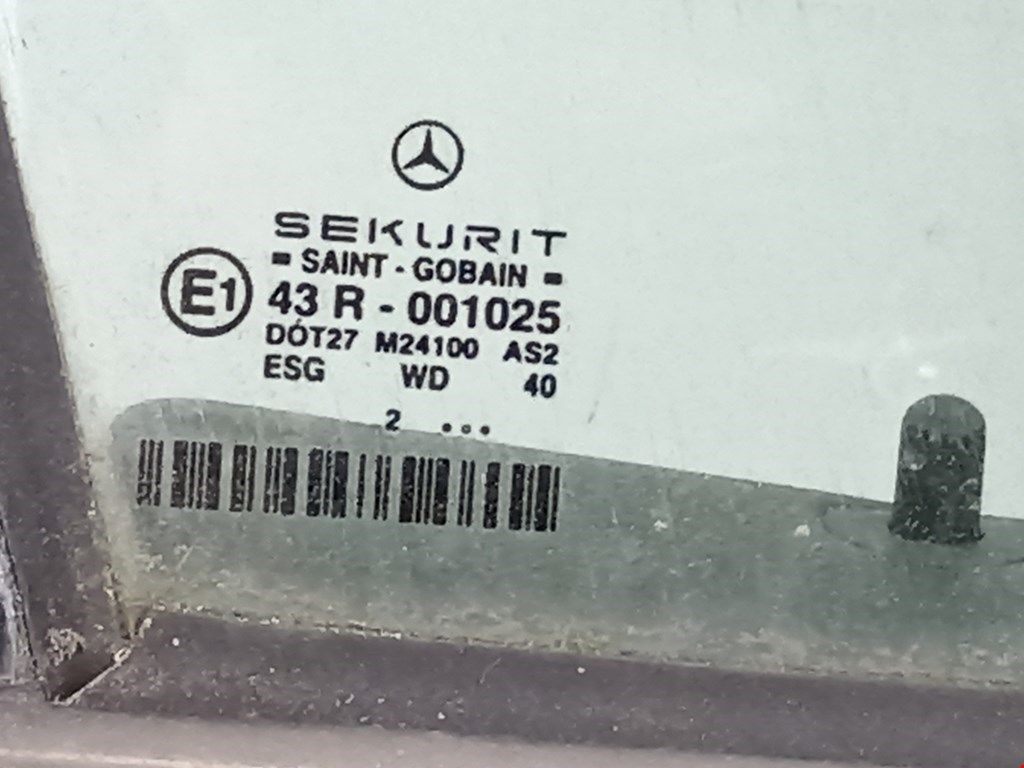 SEKURIT
SAINT - GOBAIN
E1 43 R - 001025
DOT27 M24100 AS2
ESG WD 40
2 ...